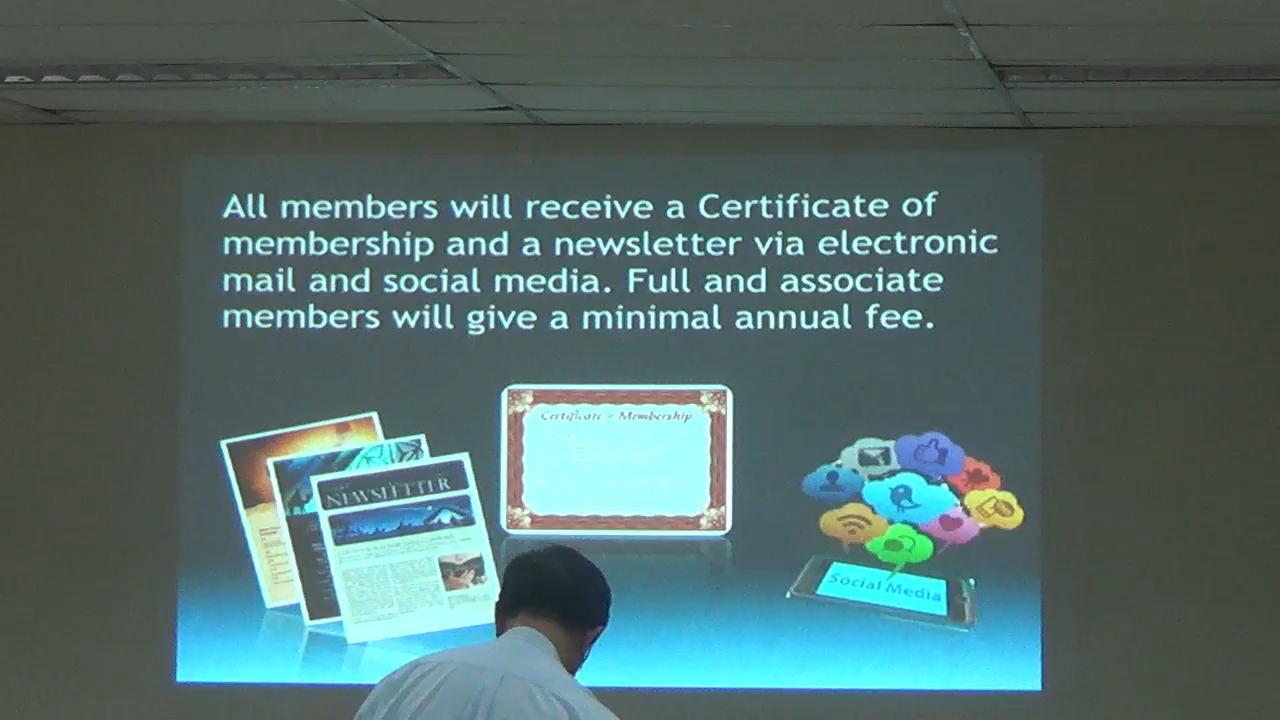 All members will receive a Certificate of
membership and a newsletter via electronic
mail and social media. Full and associate
members will give a minimal annual fee.
Certificate of Membership
NEWSLETTER
Social Media